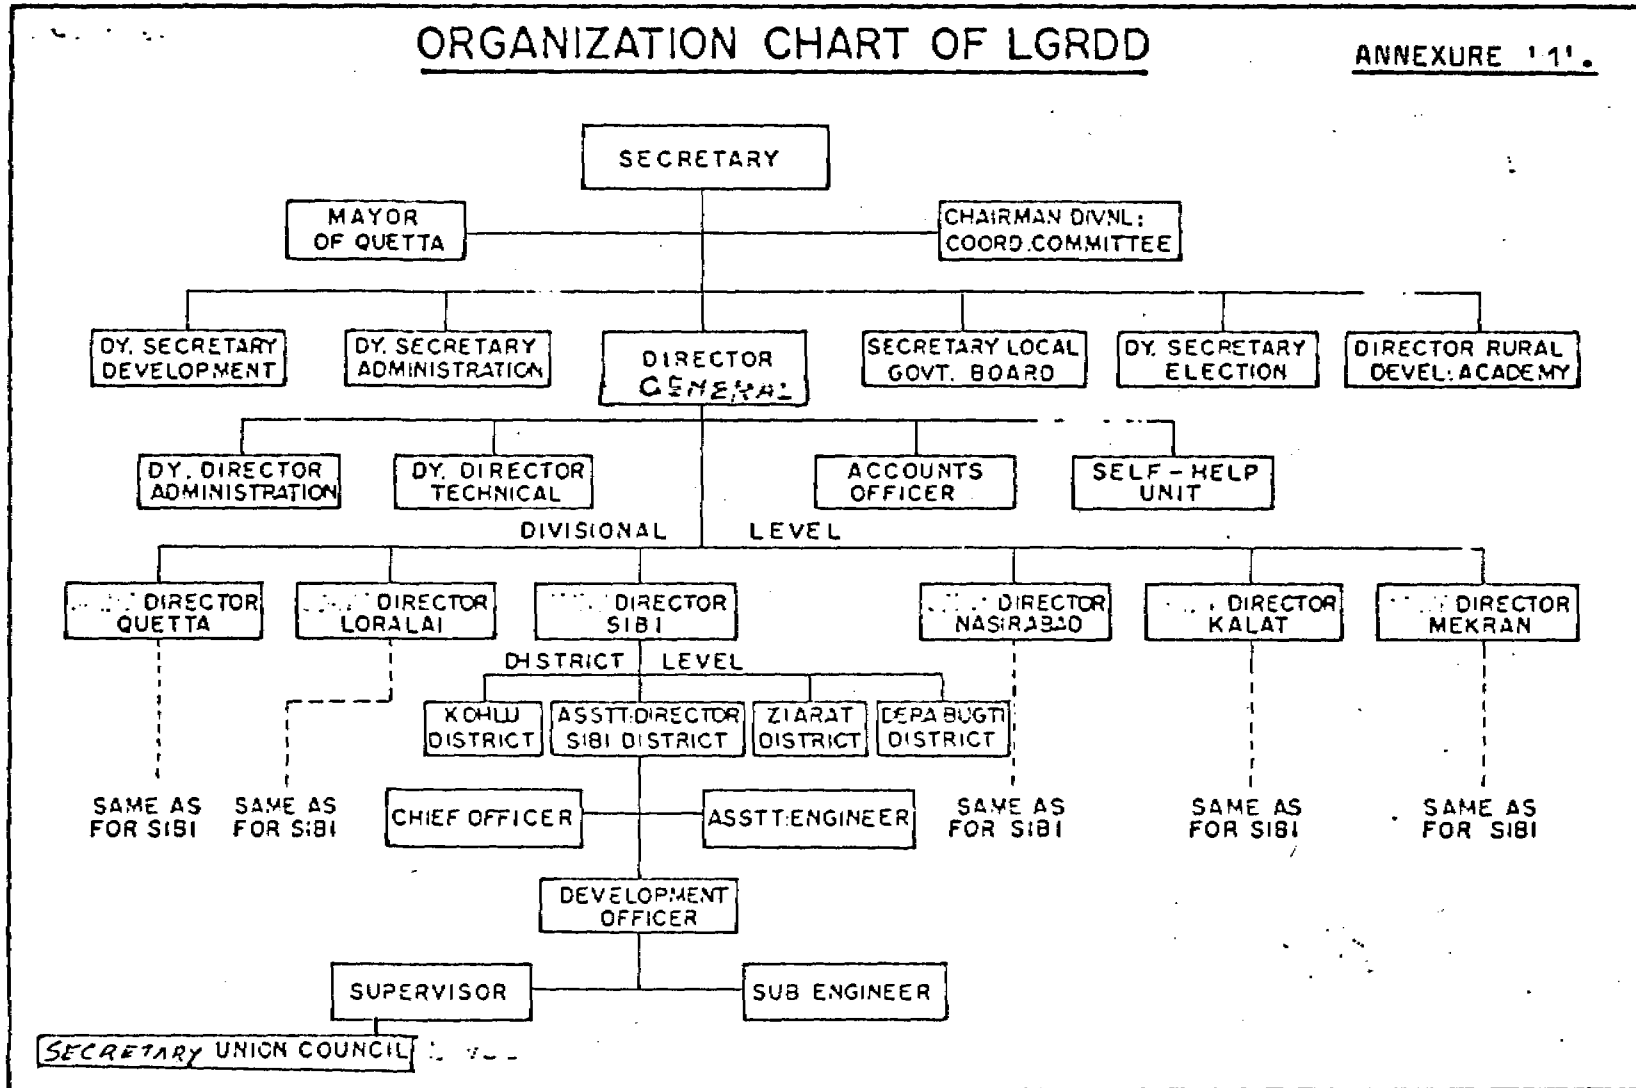 ORGANIZATION CHART OF LGRDD
ANNEXURE '1'.
SECRETARY
MAYOR
OF QUETTA
CHAIRMAN DIVNL:
COORD.COMMITTEE
DY. SECRETARY
DEVELOPMENT
DY. SECRETARY
ADMINISTRATION
DIRECTOR
GENERAL
SECRETARY LOCAL
GOVT. BOARD
DY. SECRETARY
ELECTION
DIRECTOR RURAL
DEVEL: ACADEMY
DY. DIRECTOR
ADMINISTRATION
DY. DIRECTOR
TECHNICAL
ACCOUNTS
OFFICER
SELF-HELP
UNIT
DIVISIONAL LEVEL
DIRECTOR
QUETTA
DIRECTOR
LORALAI
DIRECTOR
SIBI
DIRECTOR
NASIRABAD
DIRECTOR
KALAT
DIRECTOR
MEKRAN
DISTRICT LEVEL
KOHLU
DISTRICT
ASSTT:DIRECTOR
SIBI DISTRICT
ZIARAT
DISTRICT
DERA BUGTI
DISTRICT
SAME AS
FOR SIBI
SAME AS
FOR SIBI
CHIEF OFFICER
ASSTT:ENGINEER
SAME AS
FOR SIBI
SAME AS
FOR SIBI
SAME AS
FOR SIBI
DEVELOPMENT
OFFICER
SUPERVISOR
SUB ENGINEER
SECRETARY UNION COUNCIL